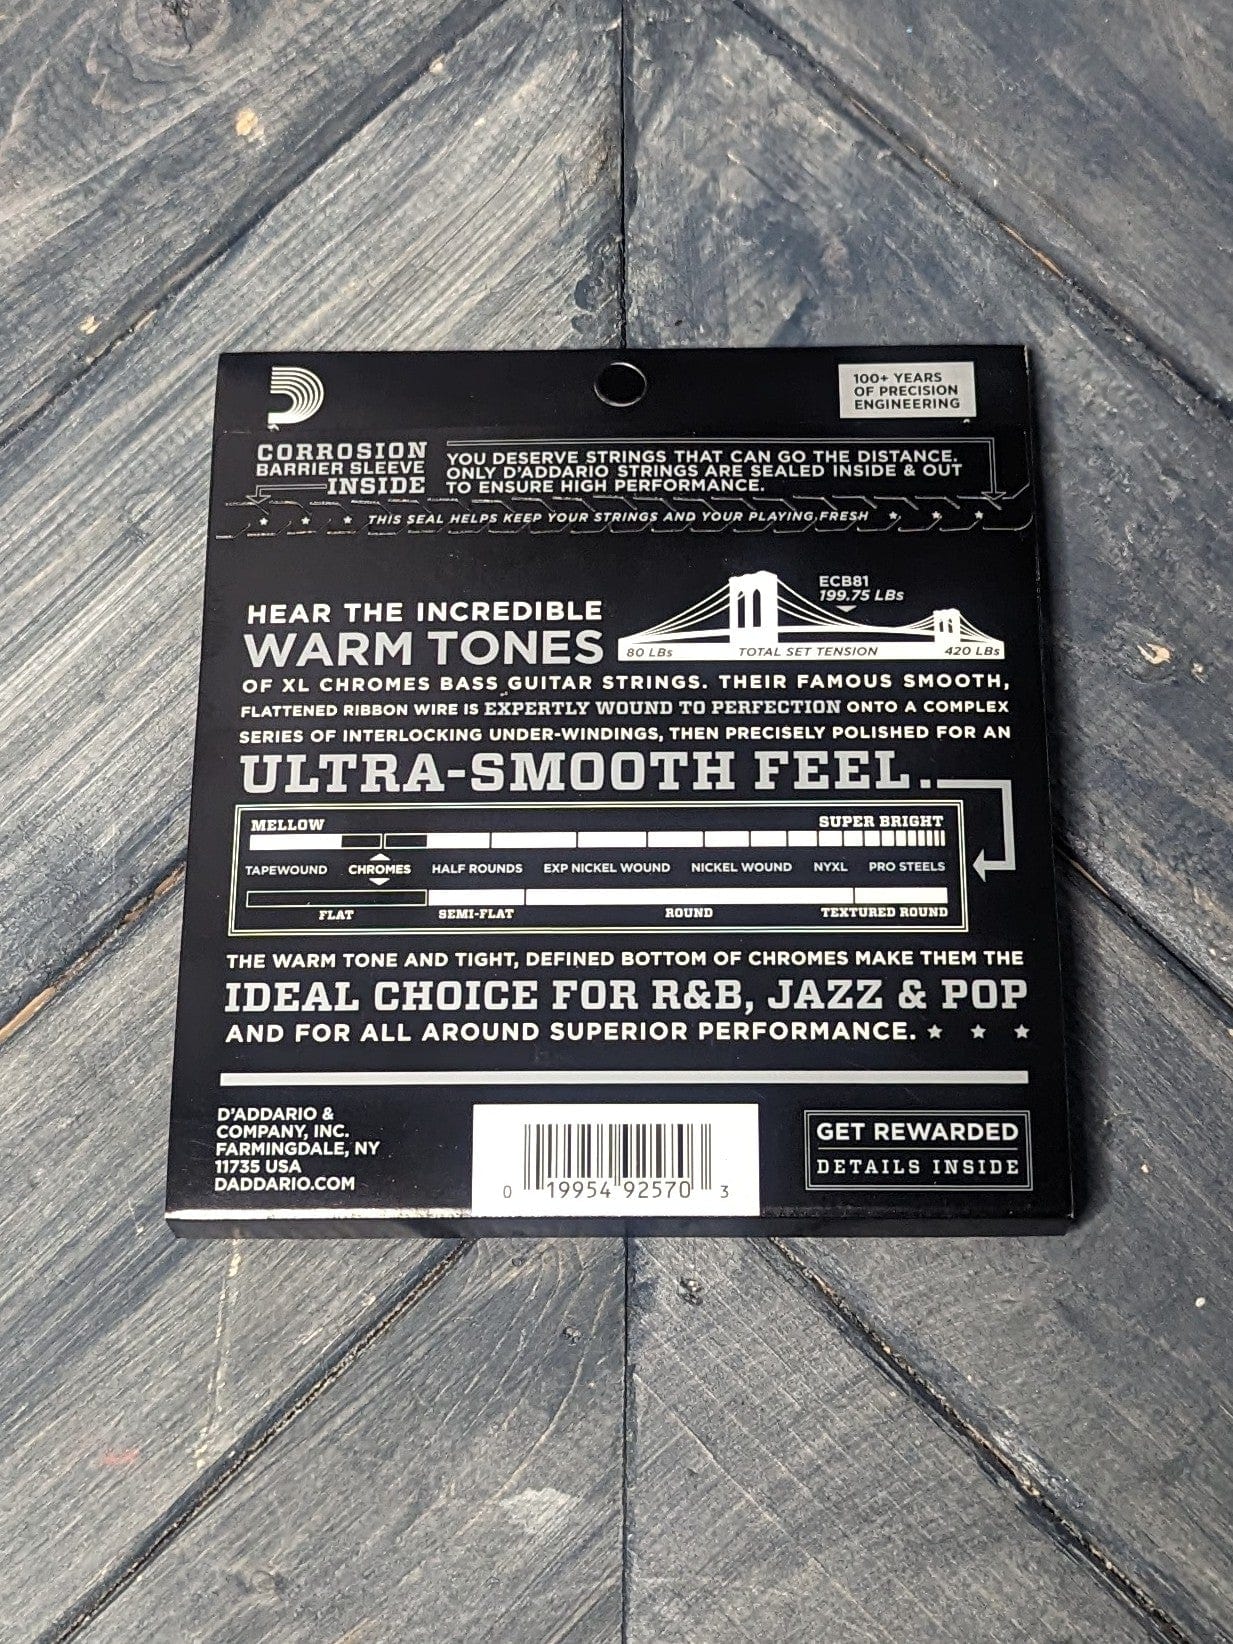 100+ YEARS
OF PRECISION
ENGINEERING
CORROSION
BARRIER SLEEVE
INSIDE
YOU DESERVE STRINGS THAT CAN GO THE DISTANCE.
ONLY D'ADDARIO STRINGS ARE SEALED INSIDE & OUT
TO ENSURE HIGH PERFORMANCE.
THIS SEAL HELPS KEEP YOUR STRINGS AND YOUR PLAYING FRESH
ECB81
199.75 LBs
80 LBs TOTAL SET TENSION 420 LBs
HEAR THE INCREDIBLE
WARM TONES
OF XL CHROMES BASS GUITAR STRINGS. THEIR FAMOUS SMOOTH,
FLATTENED RIBBON WIRE IS EXPERTLY WOUND TO PERFECTION ONTO A COMPLEX
SERIES OF INTERLOCKING UNDER-WINDINGS, THEN PRECISELY POLISHED FOR AN
ULTRA-SMOOTH FEEL.
MELLOW SUPER BRIGHT
TAPEWOUND CHROMES HALF ROUNDS EXP NICKEL WOUND NICKEL WOUND NYXL PRO STEELS
FLAT SEMI-FLAT ROUND TEXTURED ROUND
THE WARM TONE AND TIGHT, DEFINED BOTTOM OF CHROMES MAKE THEM THE
IDEAL CHOICE FOR R&B, JAZZ & POP
AND FOR ALL AROUND SUPERIOR PERFORMANCE.
D'ADDARIO &
COMPANY, INC.
FARMINGDALE, NY
11735 USA
DADDARIO.COM
0 19954 92570 3
GET REWARDED
DETAILS INSIDE